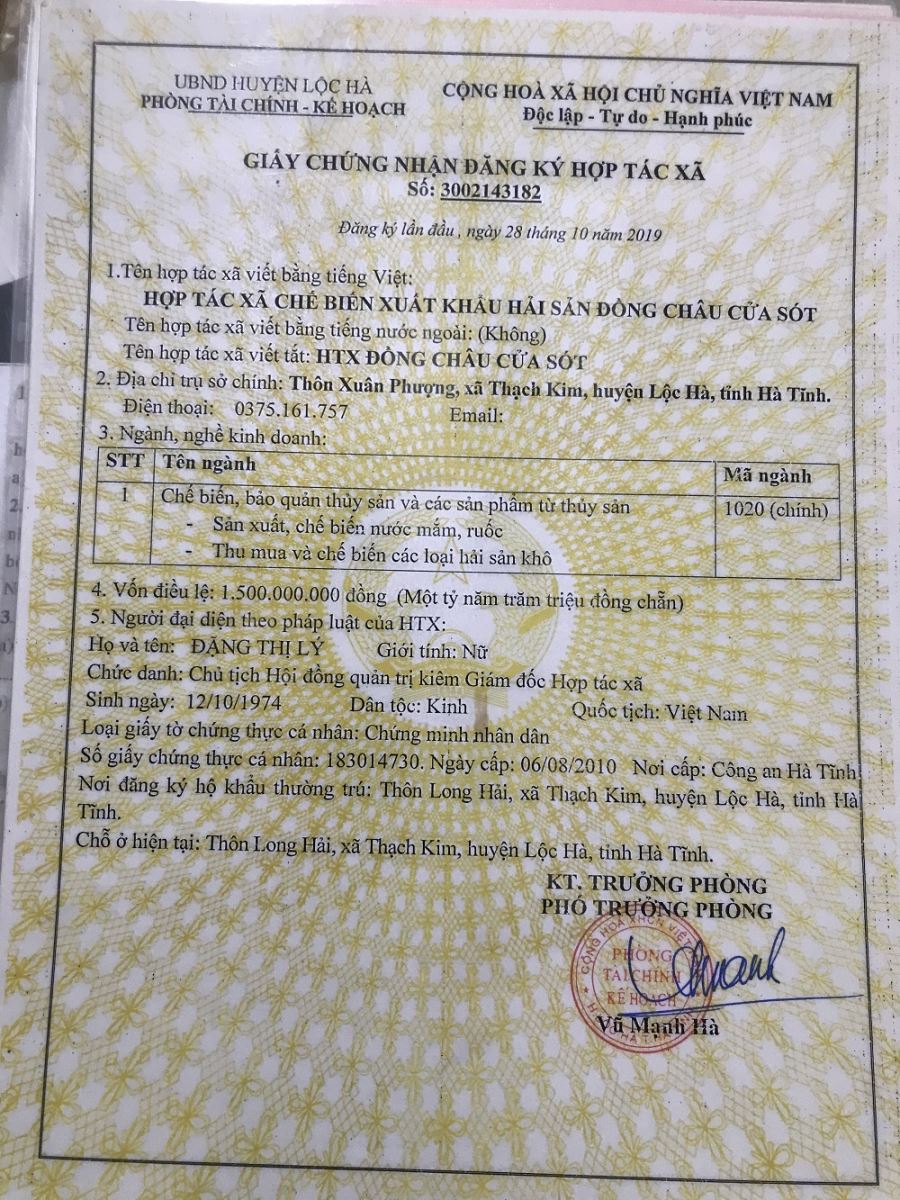 UBND HUYỆN LỘC HÀ
PHÒNG TÀI CHÍNH - KẾ HOẠCH
CỘNG HOÀ XÃ HỘI CHỦ NGHĨA VIỆT NAM
Độc lập - Tự do - Hạnh phúc
GIẤY CHỨNG NHẬN ĐĂNG KÝ HỢP TÁC XÃ
Số: 3002143182
Đăng ký lần đầu, ngày 28 tháng 10 năm 2019
1.Tên hợp tác xã viết bằng tiếng Việt:
HỢP TÁC XÃ CHẾ BIẾN XUẤT KHẨU HẢI SẢN ĐỒNG CHÂU CỬA SÓT
Tên hợp tác xã viết bằng tiếng nước ngoài: (Không)
Tên hợp tác xã viết tắt: HTX ĐỒNG CHÂU CỬA SÓT
2. Địa chỉ trụ sở chính: Thôn Xuân Phượng, xã Thạch Kim, huyện Lộc Hà, tỉnh Hà Tĩnh.
Điện thoại: 0375.161.757 Email:
3. Ngành, nghề kinh doanh:
STT Tên ngành Mã ngành
1 Chế biến, bảo quản thủy sản và các sản phẩm từ thủy sản 1020 (chính)
- Sản xuất, chế biến nước mắm, ruốc
- Thu mua và chế biến các loại hải sản khô
4. Vốn điều lệ: 1.500.000.000 đồng (Một tỷ năm trăm triệu đồng chẵn)
5. Người đại diện theo pháp luật của HTX:
Họ và tên: ĐẶNG THỊ LÝ Giới tính: Nữ
Chức danh: Chủ tịch Hội đồng quản trị kiêm Giám đốc Hợp tác xã
Sinh ngày: 12/10/1974 Dân tộc: Kinh Quốc tịch: Việt Nam
Loại giấy tờ chứng thực cá nhân: Chứng minh nhân dân
Số giấy chứng thực cá nhân: 183014730. Ngày cấp: 06/08/2010 Nơi cấp: Công an Hà Tĩnh
Nơi đăng ký hộ khẩu thường trú: Thôn Long Hải, xã Thạch Kim, huyện Lộc Hà, tỉnh Hà
Tĩnh.
Chỗ ở hiện tại: Thôn Long Hải, xã Thạch Kim, huyện Lộc Hà, tỉnh Hà Tĩnh.
KT. TRƯỞNG PHÒNG
PHÓ TRƯỞNG PHÒNG
PHÒNG
TÀI CHÍNH
KẾ HOẠCH
Vũ Mạnh Hà